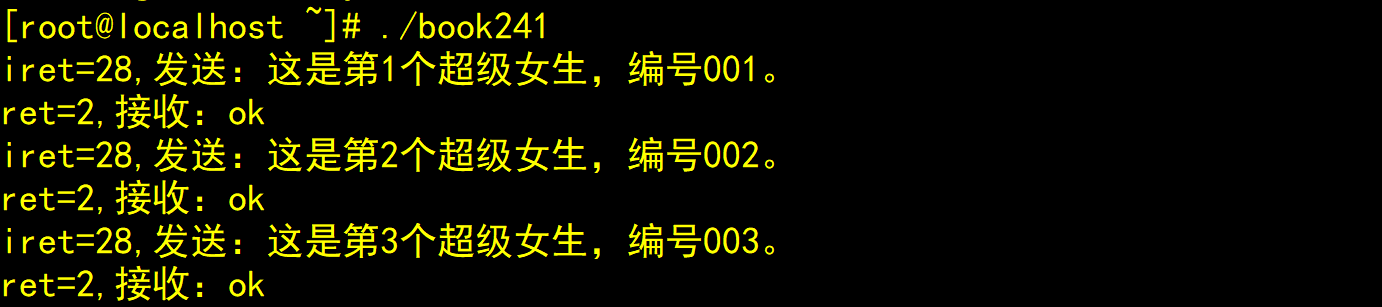 [root@localhost ~]# ./book241
iret=28,发送：这是第1个超级女生，编号001。
ret=2,接收：ok
iret=28,发送：这是第2个超级女生，编号002。
ret=2,接收：ok
iret=28,发送：这是第3个超级女生，编号003。
ret=2,接收：ok